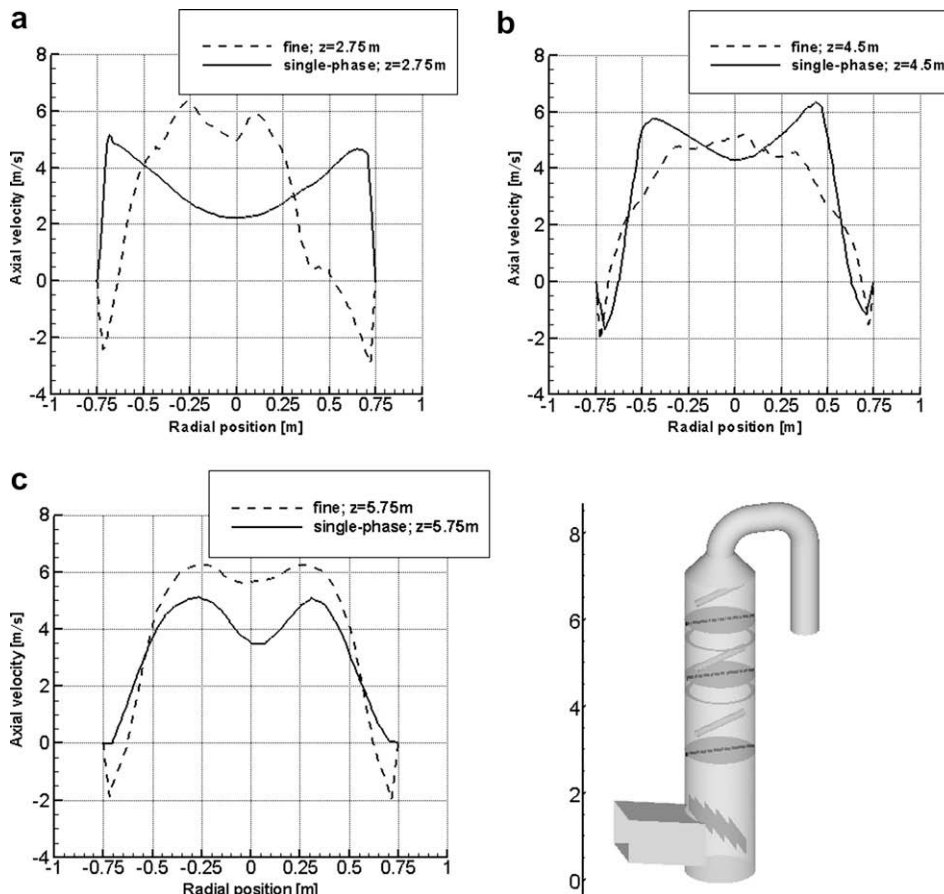 a
fine; z=2.75m
single-phase; z=2.75m
8
6
4
2
0
-2
-4
Axial velocity [m/s]
-1 -0.75 -0.5 -0.25 0 0.25 0.5 0.75 1
Radial position [m]
b
fine; z=4.5m
single-phase; z=4.5m
8
6
4
2
0
-2
-4
Axial velocity [m/s]
-1 -0.75 -0.5 -0.25 0 0.25 0.5 0.75 1
Radial position [m]
c
fine; z=5.75m
single-phase; z=5.75m
8
6
4
2
0
-2
-4
Axial velocity [m/s]
-1 -0.75 -0.5 -0.25 0 0.25 0.5 0.75 1
Radial position [m]
8
6
4
2
0